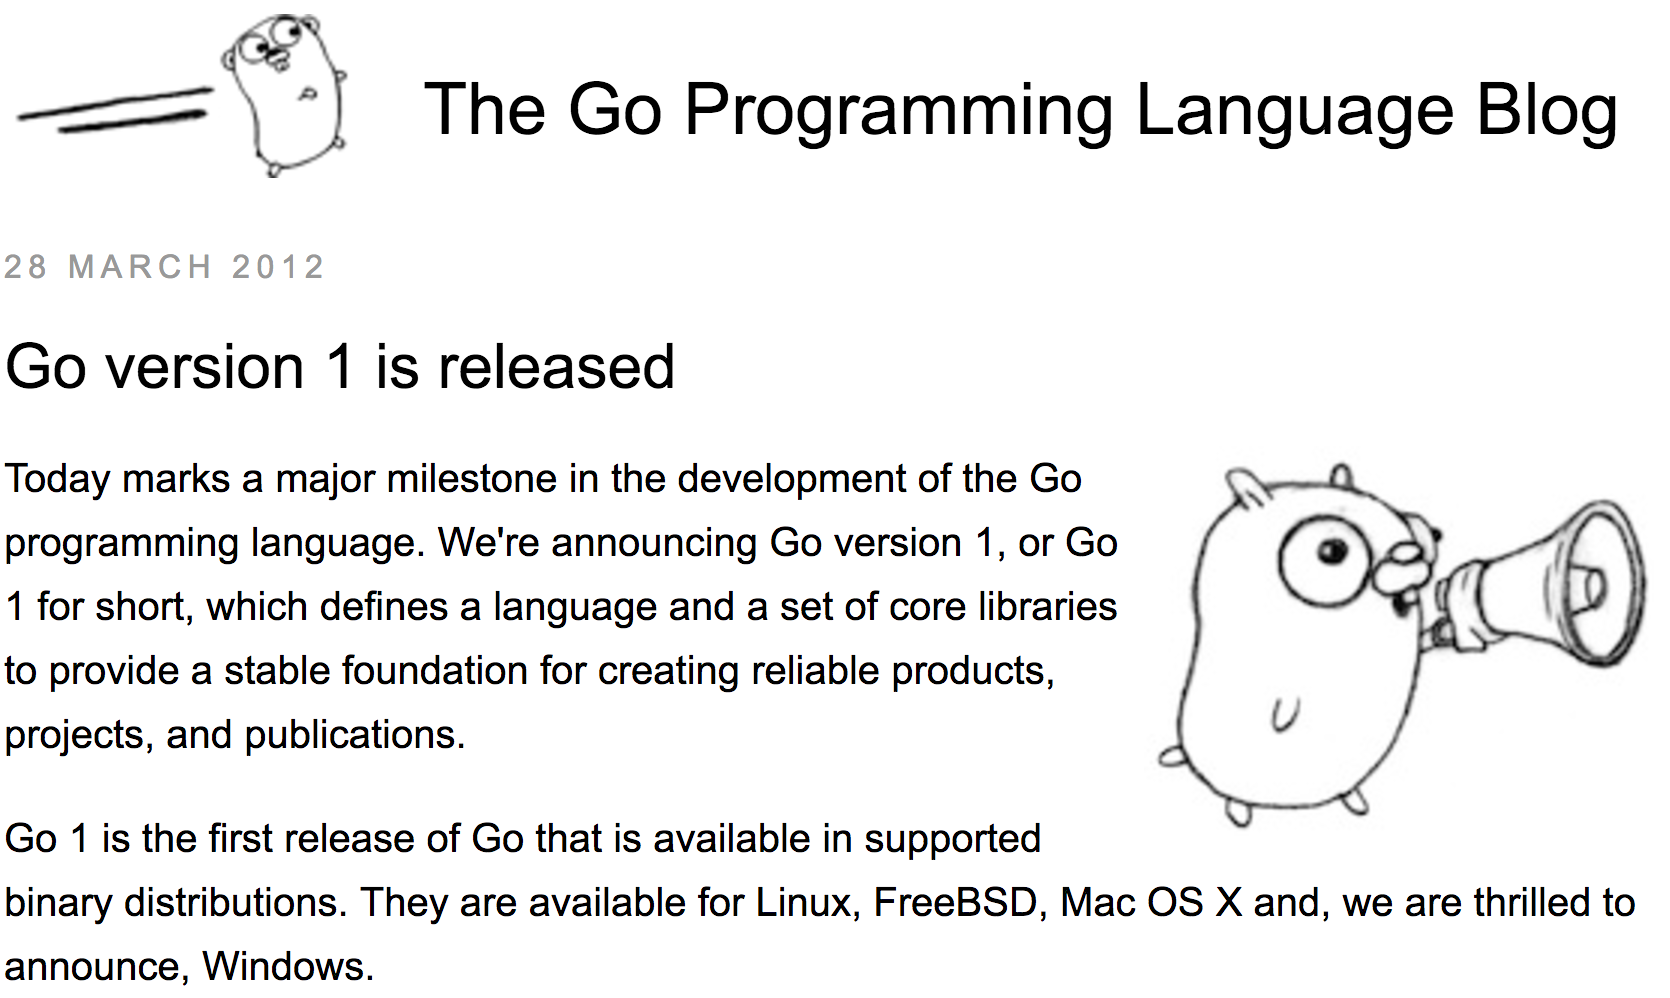 The Go Programming Language Blog
28 MARCH 2012
Go version 1 is released
Today marks a major milestone in the development of the Go
programming language. We're announcing Go version 1, or Go
1 for short, which defines a language and a set of core libraries
to provide a stable foundation for creating reliable products,
projects, and publications.
Go 1 is the first release of Go that is available in supported
binary distributions. They are available for Linux, FreeBSD, Mac OS X and, we are thrilled to
announce, Windows.